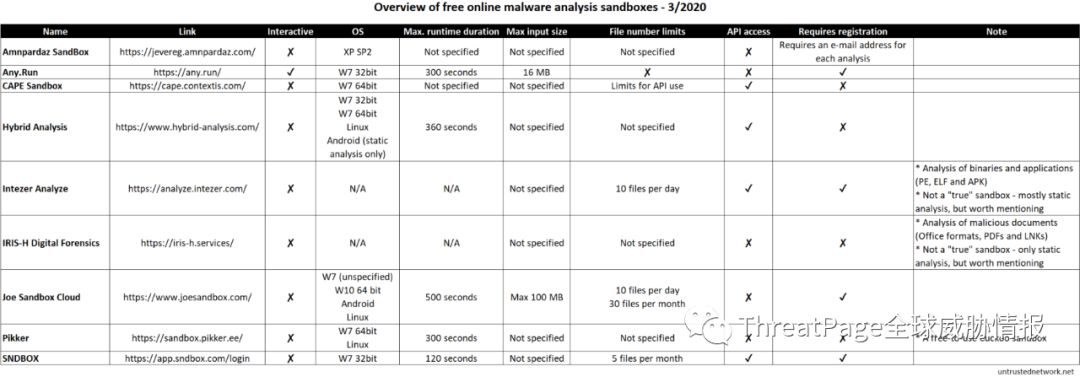 Overview of free online malware analysis sandboxes - 3/2020
Name Link Interactive OS Max. runtime duration Max input size File number limits API access Requires registration Note
Amnpardaz SandBox https://jevereg.amnpardaz.com/ ✗ XP SP2 Not specified Not specified Not specified ✗ Requires an e-mail address for
each analysis
Any.Run https://any.run/ ✓ W7 32bit 300 seconds 16 MB ✗ ✗ ✓
CAPE Sandbox https://cape.contextis.com/ ✗ W7 64bit Not specified Not specified Limits for API use ✓ ✗
W7 32bit
W7 64bit
Hybrid Analysis https://www.hybrid-analysis.com/ ✗ Linux 360 seconds Not specified Not specified ✓ ✗
Android (static
analysis only)
* Analysis of binaries and applications
Intezer Analyze https://analyze.intezer.com/ ✗ N/A N/A Not specified 10 files per day ✓ ✓ (PE, ELF and APK)
* Not a "true" sandbox - mostly static
analysis, but worth mentioning
* Analysis of malicious documents
IRIS-H Digital Forensics https://iris-h.services/ ✗ N/A N/A Not specified Not specified ✗ ✗ (Office formats, PDFs and LNKs)
* Not a "true" sandbox - only static
analysis, but worth mentioning
W7 (unspecified)
Joe Sandbox Cloud https://www.joesandbox.com/ ✗ W10 64 bit 500 seconds Max 100 MB 10 files per day ✗ ✓
Android 30 files per month
Linux
Pikker https://sandbox.pikker.ee/ ✗ W7 64bit 300 seconds Not specified Not specified ✗ ✗ * A free-to-use cuckoo sandbox
Linux
SNDBOX https://app.sndbox.com/login ✗ W7 32bit 120 seconds Not specified 5 files per month ✓ ✓
ThreatPage全球威胁情报
untrustednetwork.net